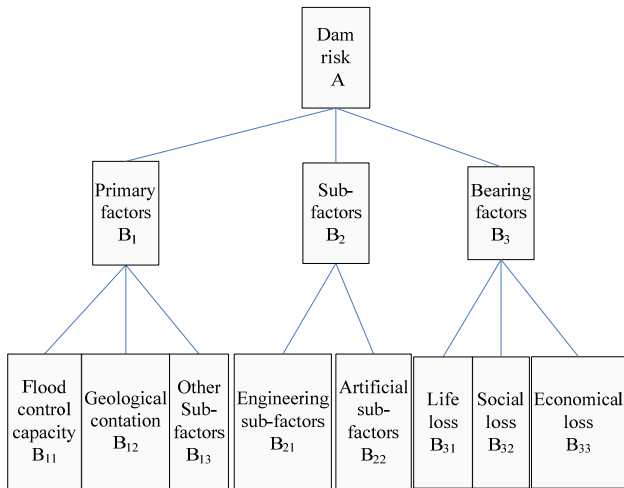 Dam
risk
A
Primary
factors
B₁
Sub-
factors
B₂
Bearing
factors
B₃
Flood
control
capacity
B₁₁
Geological
contation
B₁₂
Other
Sub-
factors
B₁₃
Engineering
sub-factors
B₂₁
Artificial
sub-
factors
B₂₂
Life
loss
B₃₁
Social
loss
B₃₂
Economical
loss
B₃₃